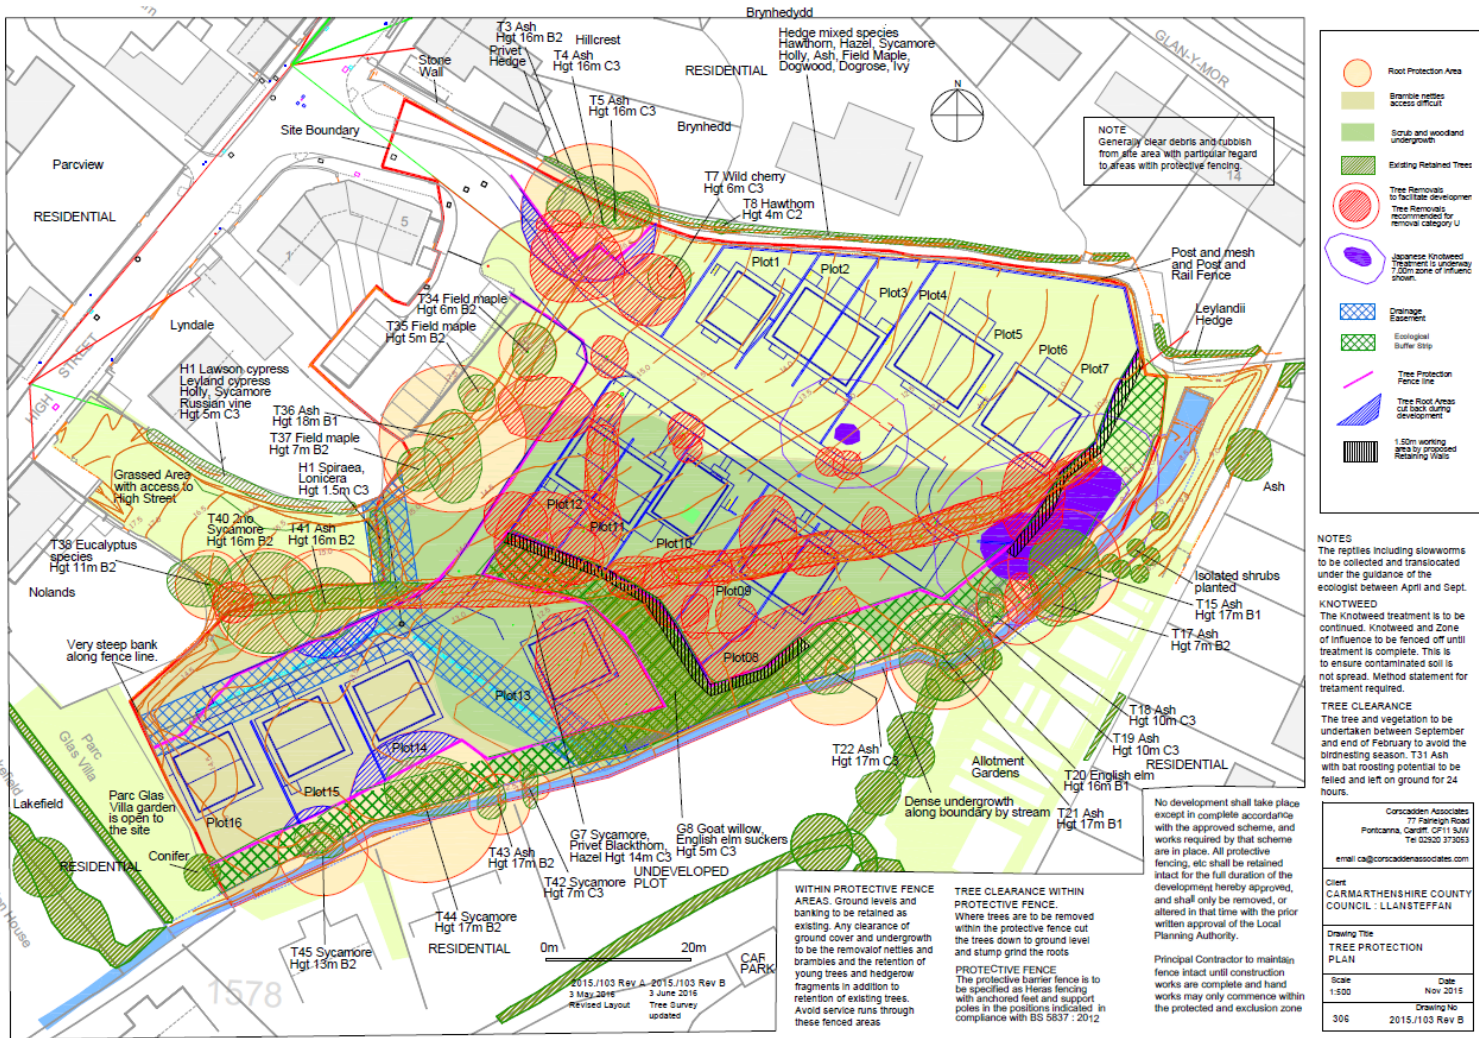 Brynhedydd
T3 Ash
Hgt 16m B2
Privet
Hedge
Hillcrest
T4 Ash
Hgt 16m C3
Stone
Wall
T5 Ash
Hgt 16m C3
RESIDENTIAL
Hedge mixed species
Hawthorn, Hazel, Sycamore
Holly, Ash, Field Maple,
Dogwood, Dogrose, Ivy
GLAN-Y-MOR
N
Site Boundary
Brynhedd
NOTE
Generally clear debris and rubbish
from site area with particular regard
to areas with protective fencing.
14
Parcview
RESIDENTIAL
5
T7 Wild cherry
Hgt 6m C3
T8 Hawthorn
Hgt 4m C2
Post and mesh
and Post and
Rail Fence
Plot1
Plot2
Plot3
Plot4
Plot5
Plot6
Plot7
Leylandii
Hedge
T34 Field maple
Hgt 6m B2
T35 Field maple
Hgt 5m B2
Lyndale
HIGH STREET
H1 Lawson cypress
Leyland cypress
Holly, Sycamore
Russian vine
Hgt 5m C3
T36 Ash
Hgt 18m B1
T37 Field maple
Hgt 7m B2
H1 Spiraea,
Lonicera
Hgt 1.5m C3
Grassed Area
with access to
High Street
T40 2no
Sycamore
Hgt 16m B2
T41 Ash
Hgt 16m B2
T38 Eucalyptus
species
Hgt 11m B2
Nolands
Plot12
Plot11
Plot10
Plot09
Plot08
Ash
Isolated shrubs
planted
T15 Ash
Hgt 17m B1
T17 Ash
Hgt 7m B2
Very steep bank
along fence line.
Plot13
Plot14
Plot15
Plot16
T18 Ash
Hgt 10m C3
T19 Ash
Hgt 10m C3
RESIDENTIAL
T20 English elm
Hgt 16m B1
T21 Ash
Hgt 17m B1
T22 Ash
Hgt 17m C3
Allotment
Gardens
Dense undergrowth
along boundary by stream
Parc
Glas Villa
Lakefield
Parc Glas
Villa garden
is open to
the site
Conifer
RESIDENTIAL
G7 Sycamore,
Privet Blackthorn,
Hazel Hgt 14m C3
G8 Goat willow,
English elm suckers
Hgt 5m C3
UNDEVELOPED
PLOT
T43 Ash
Hgt 17m B2
T42 Sycamore
Hgt 7m C3
T44 Sycamore
Hgt 17m B2
T45 Sycamore
Hgt 13m B2
RESIDENTIAL
1578
0m 20m
CAR
PARK
2015./103 Rev A
3 May 2016
Revised Layout
2015./103 Rev B
3 June 2016
Tree Survey
updated
WITHIN PROTECTIVE FENCE
AREAS. Ground levels and
banking to be retained as
existing. Any clearance of
ground cover and undergrowth
to be the removalof nettles and
brambles and the retention of
young trees and hedgerow
fragments in addition to
retention of existing trees.
Avoid service runs through
these fenced areas
TREE CLEARANCE WITHIN
PROTECTIVE FENCE.
Where trees are to be removed
within the protective fence cut
the trees down to ground level
and stump grind the roots
PROTECTIVE FENCE
The protective barrier fence is to
be specified as Heras fencing
with anchored feet and support
poles in the positions indicated in
compliance with BS 5837 : 2012
No development shall take place
except in complete accordance
with the approved scheme, and
works required by that scheme
are in place. All protective
fencing, etc shall be retained
intact for the full duration of the
development hereby approved,
and shall only be removed, or
altered in that time with the prior
written approval of the Local
Planning Authority.
Principal Contractor to maintain
fence intact until construction
works are complete and hand
works may only commence within
the protected and exclusion zone
Root Protection Area
Bramble nettles
access difficult
Scrub and woodland
undergrowth
Existing Retained Trees
Tree Removals
to facilitate developmen
Tree Removals
recommended for
removal category U
Japanese Knotweed
Treatment is underway
7.00m zone of influenc
shown.
Drainage
Easement
Ecological
Buffer Strip
Tree Protection
Fence line
Tree Root Areas
cut back during
development
1.50m working
area by proposed
Retaining Walls
NOTES
The reptiles including slowworms
to be collected and translocated
under the guidance of the
ecologist between April and Sept.
KNOTWEED
The Knotweed treatment is to be
continued. Knotweed and Zone
of Influence to be fenced off until
treatment is complete. This is
to ensure contaminated soil is
not spread. Method statement for
tretament required.
TREE CLEARANCE
The tree and vegetation to be
undertaken between September
and end of February to avoid the
birdnesting season. T31 Ash
with bat roosting potential to be
felled and left on ground for 24
hours.
Corscadden Associates
77 Fairleigh Road
Pontcanna, Cardiff. CF11 9JW
Tel 02920 373053
email ca@corscaddenassociates.com
Client
CARMARTHENSHIRE COUNTY
COUNCIL : LLANSTEFFAN
Drawing Title
TREE PROTECTION
PLAN
Scale
1:500
Date
Nov 2015
Drawing No
306
2015./103 Rev B